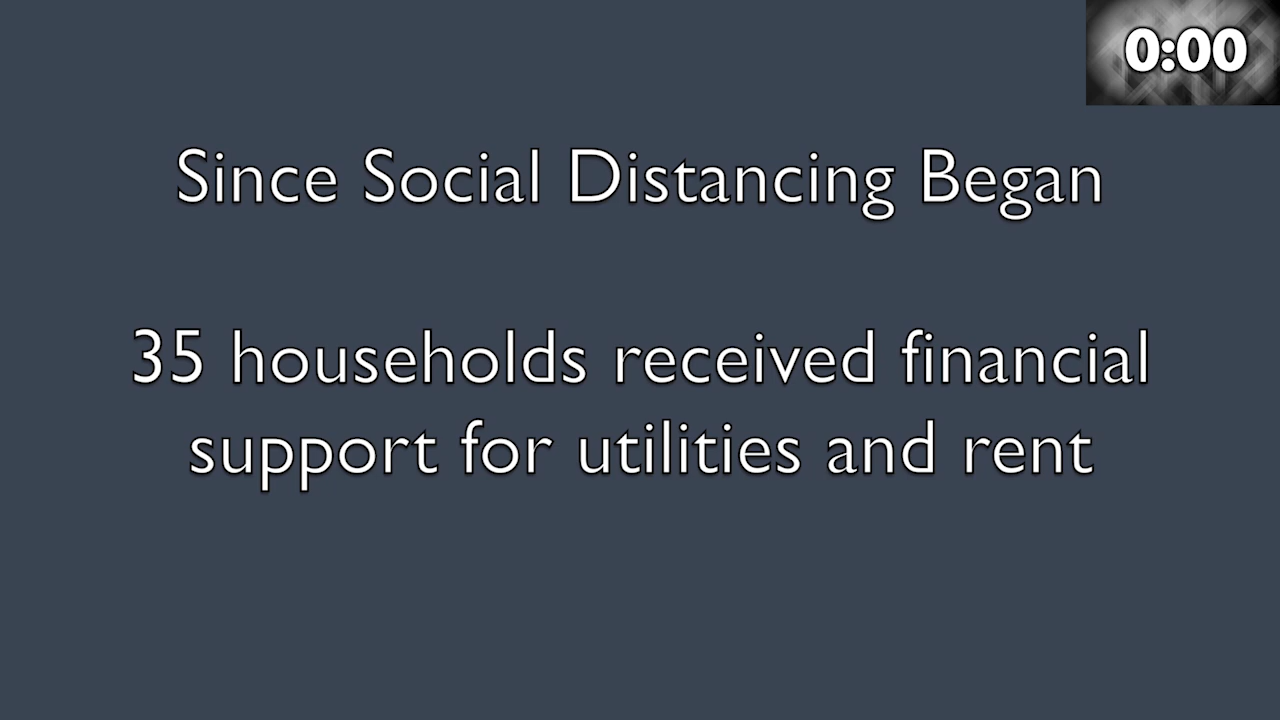 0:00
Since Social Distancing Began
35 households received financial
support for utilities and rent